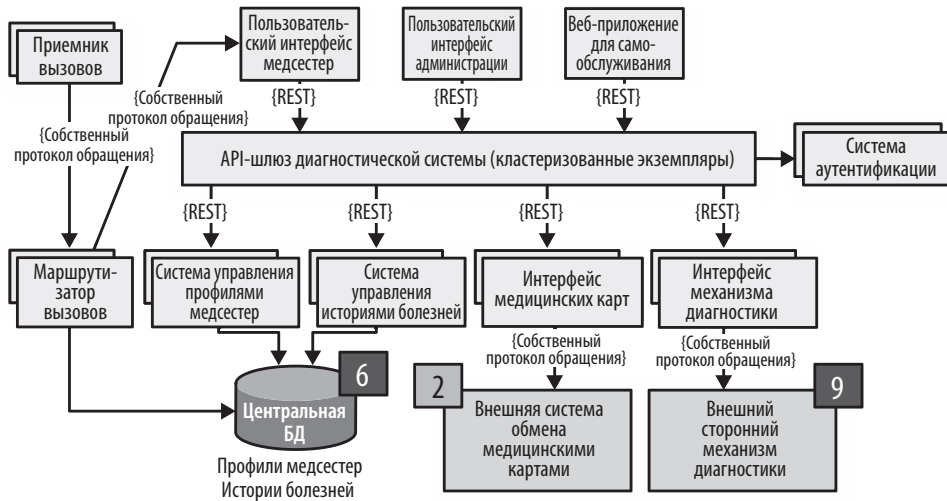 Приемник
вызовов
Пользователь-
ский интерфейс
медсестер
Пользовательский
интерфейс
администрации
Веб-приложение
для само-
обслуживания
{Собственный
протокол обращения}
{Собственный
протокол обращения}
{REST}
{REST}
{REST}
API-шлюз диагностической системы (кластеризованные экземпляры)
Система
аутентификации
{REST}
{REST}
{REST}
{REST}
Маршрути-
затор
вызовов
Система управления
профилями
медсестер
Система
управления
историями болезней
Интерфейс
медицинских карт
Интерфейс
механизма
диагностики
{Собственный
протокол обращения}
{Собственный
протокол обращения}
6
Центральная
БД
Профили медсестер
Истории болезней
2
Внешняя система
обмена
медицинскими
картами
9
Внешний
сторонний
механизм
диагностики